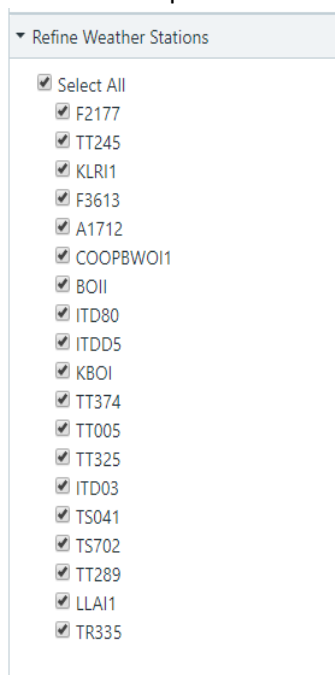 Refine Weather Stations
Select All
F2177
TT245
KLRI1
F3613
A1712
COOPBWOI1
BOII
ITD80
ITDD5
KBOI
TT374
TT005
TT325
ITD03
TS041
TS702
TT289
LLAI1
TR335